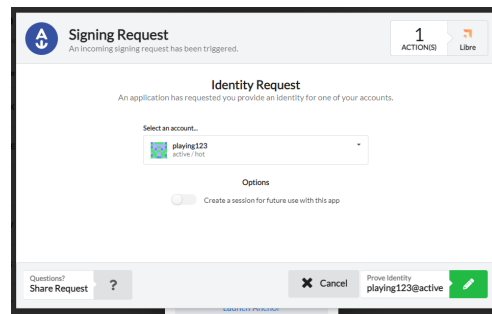 Signing Request
An incoming signing request has been triggered.
1
ACTION(S)
Libre
Identity Request
An application has requested you provide an identity for one of your accounts.
Select an account...
playing123
active / hot
Options
Create a session for future use with this app
Questions?
Share Request
?
Cancel
Prove Identity
playing123@active
Launch Anchor